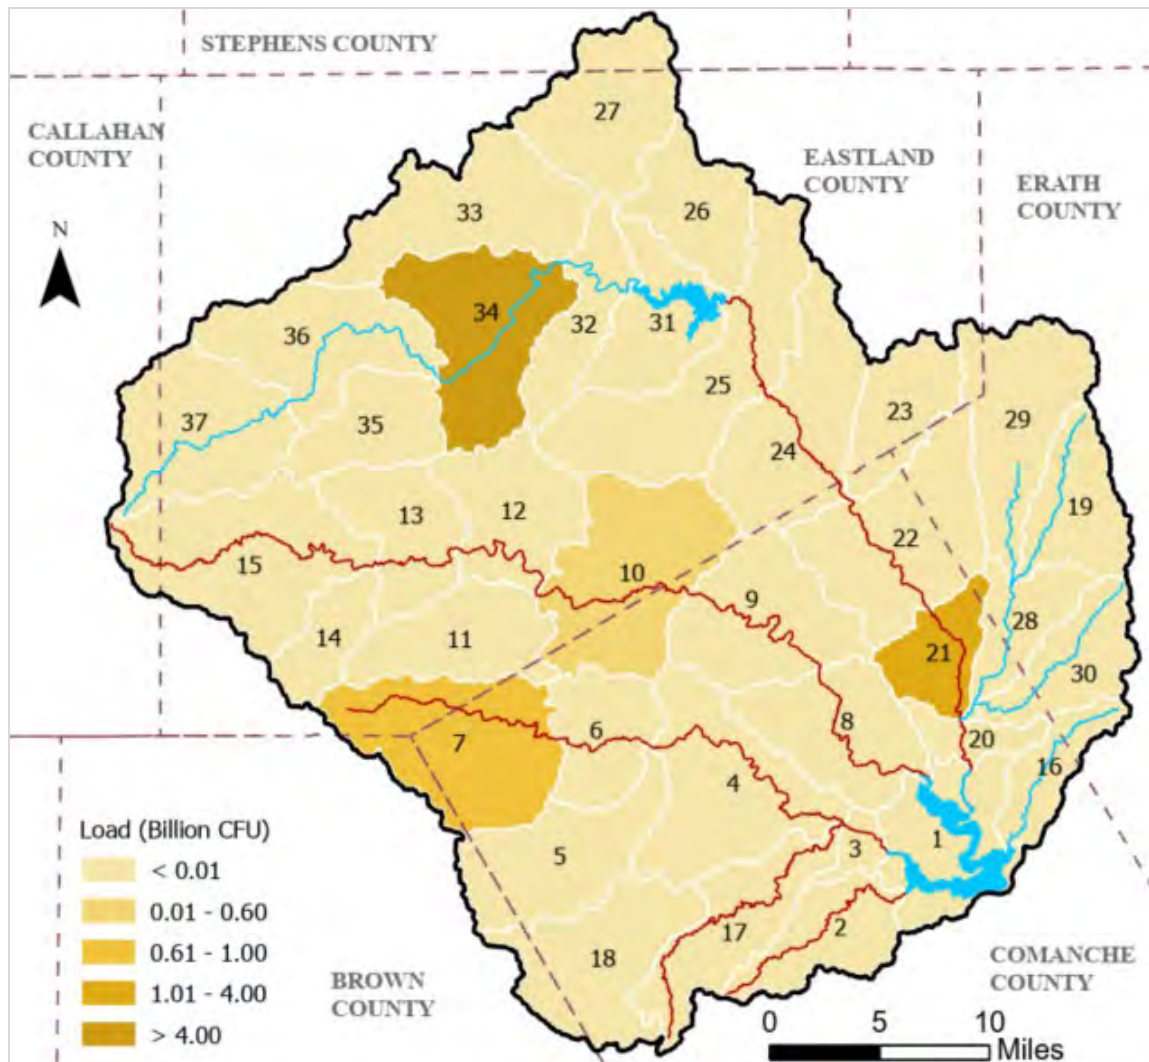 STEPHENS COUNTY
27
CALLAHAN
COUNTY
EASTLAND
COUNTY
ERATH
COUNTY
33
26
N
34
32
31
36
25
23
29
37
35
24
19
13
12
22
15
10
9
28
14
11
21
30
6
8
20
7
16
4
Load (Billion CFU)
< 0.01
0.01 - 0.60
0.61 - 1.00
1.01 - 4.00
> 4.00
5
3
1
17
2
18
BROWN
COUNTY
COMANCHE
COUNTY
0 5 10
Miles